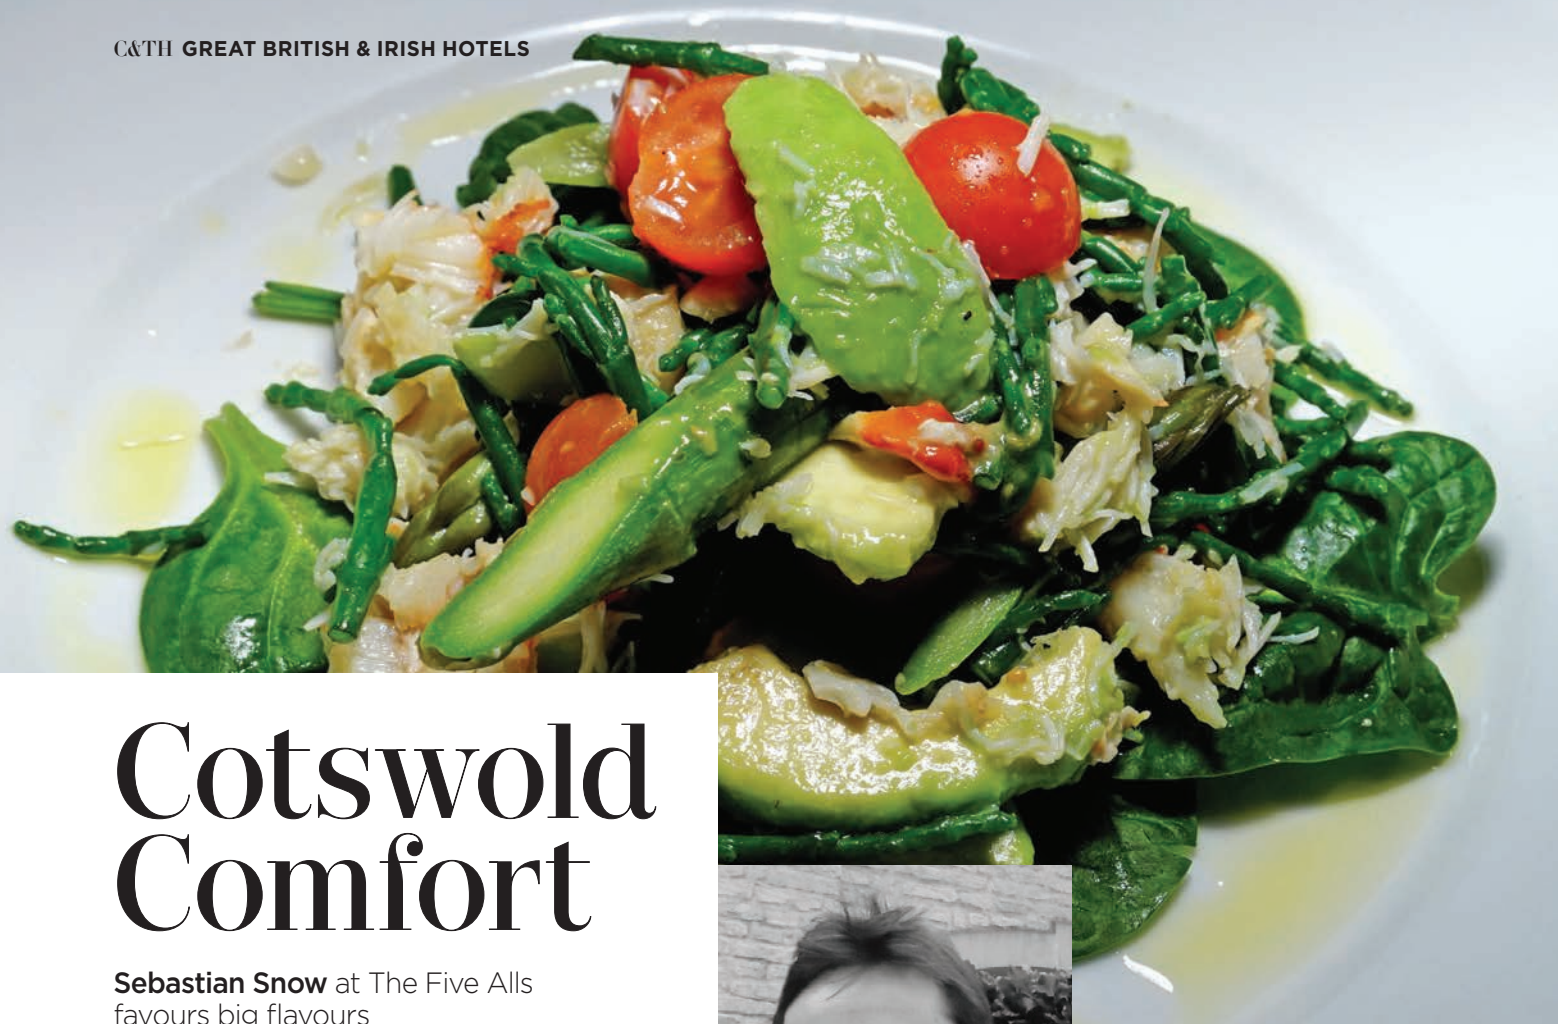 C&TH GREAT BRITISH & IRISH HOTELS
Cotswold
Comfort
Sebastian Snow at The Five Alls
favours big flavours